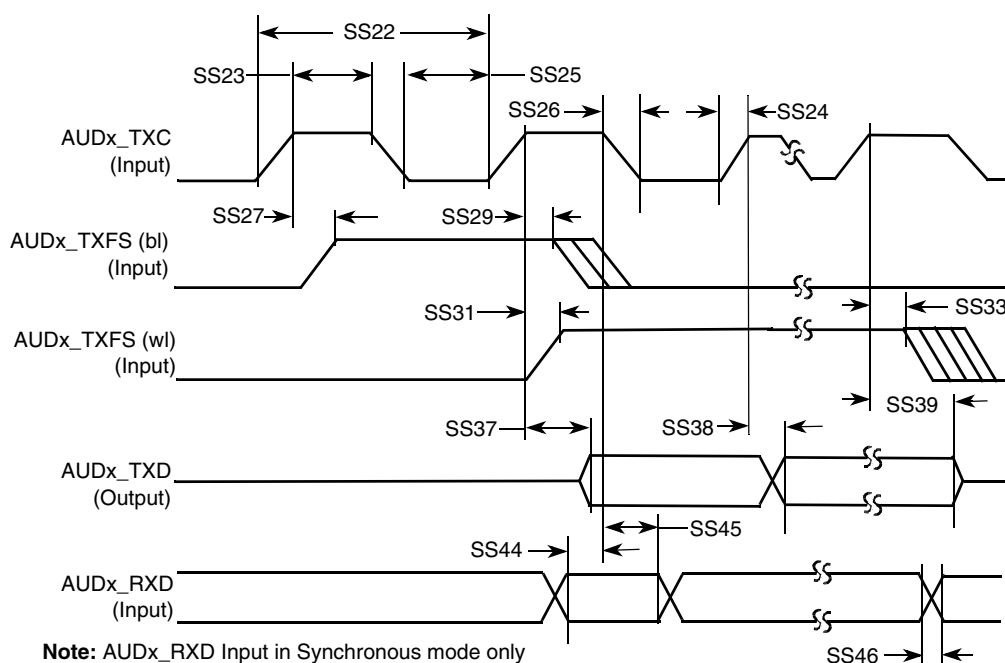 SS22
SS23
SS25
SS26
SS24
AUDx_TXC
(Input)
SS27
SS29
AUDx_TXFS (bl)
(Input)
SS31
SS33
AUDx_TXFS (wl)
(Input)
SS39
SS37
SS38
AUDx_TXD
(Output)
SS45
SS44
AUDx_RXD
(Input)
Note: AUDx_RXD Input in Synchronous mode only
SS46